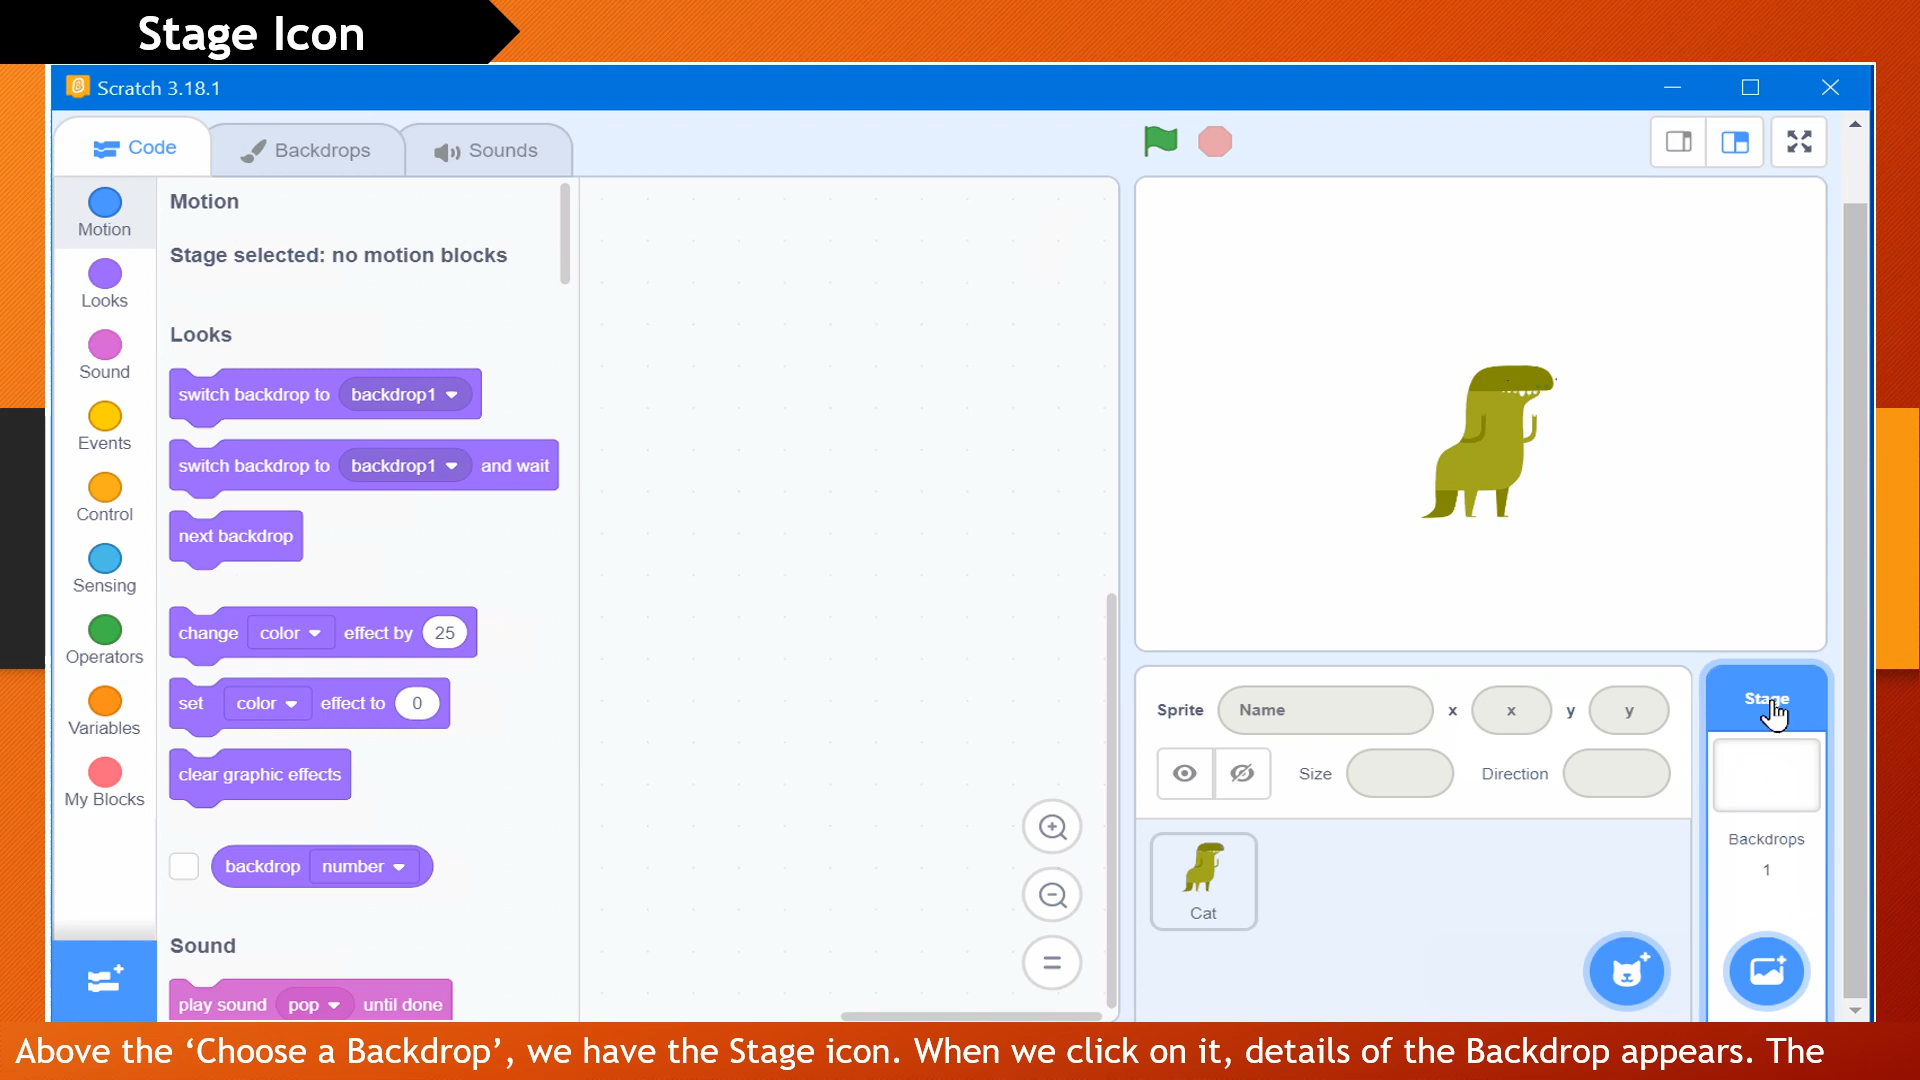 Stage Icon
Scratch 3.18.1
Code
Backdrops
Sounds
Motion
Looks
Sound
Events
Control
Sensing
Operators
Variables
My Blocks
Motion
Stage selected: no motion blocks
Looks
switch backdrop to backdrop1
switch backdrop to backdrop1 and wait
next backdrop
change color effect by 25
set color effect to 0
clear graphic effects
backdrop number
Sound
play sound pop until done
Sprite Name x x y y
Size Direction
Cat
Stage
Backdrops
1
Above the ‘Choose a Backdrop’, we have the Stage icon. When we click on it, details of the Backdrop appears. The